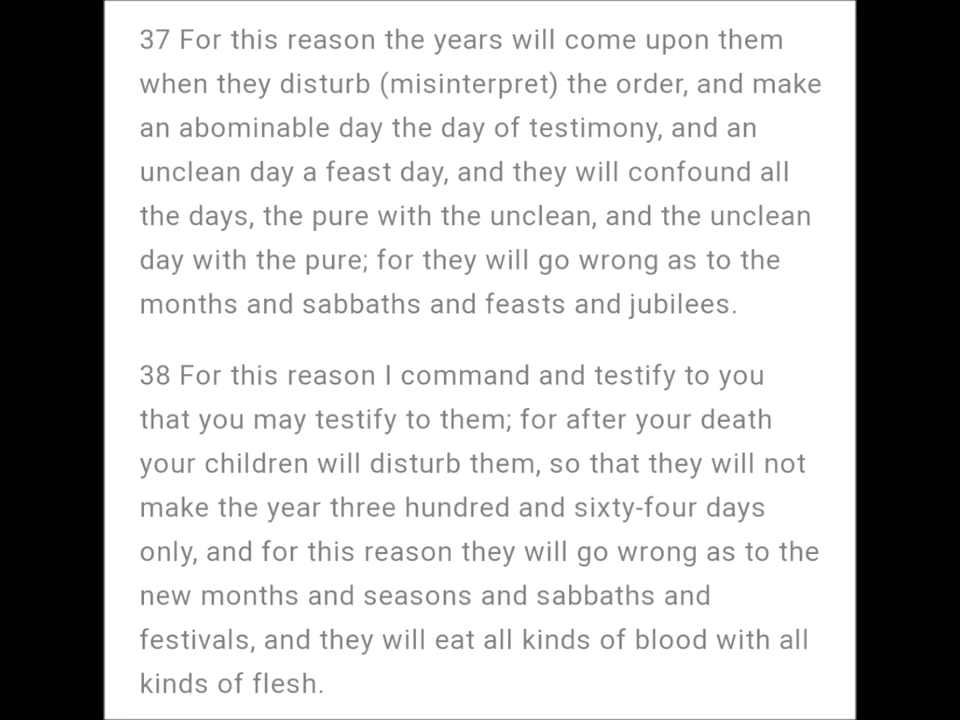 37 For this reason the years will come upon them
when they disturb (misinterpret) the order, and make
an abominable day the day of testimony, and an
unclean day a feast day, and they will confound all
the days, the pure with the unclean, and the unclean
day with the pure; for they will go wrong as to the
months and sabbaths and feasts and jubilees.
38 For this reason I command and testify to you
that you may testify to them; for after your death
your children will disturb them, so that they will not
make the year three hundred and sixty-four days
only, and for this reason they will go wrong as to the
new months and seasons and sabbaths and
festivals, and they will eat all kinds of blood with all
kinds of flesh.